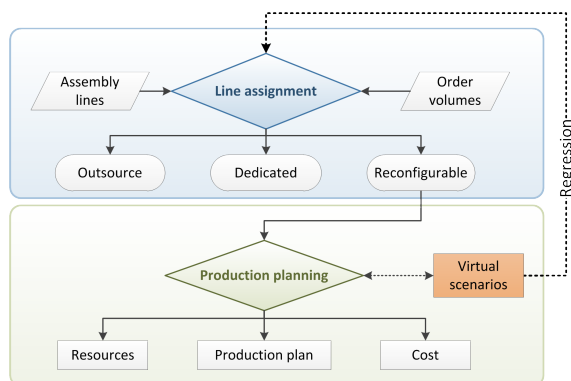 Assembly
lines
Line assignment
Order
volumes
Outsource
Dedicated
Reconfigurable
Regression
Production planning
Virtual
scenarios
Resources
Production plan
Cost